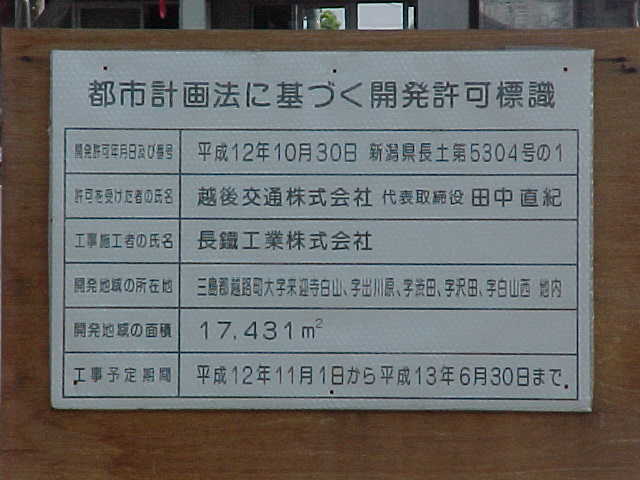 都市計画法に基づく開発許可標識
開発許可年月日及び番号 平成12年10月30日 新潟県長土第5304号の1
許可を受けた者の氏名 越後交通株式会社 代表取締役 田中直紀
工事施工者の氏名 長鐵工業株式会社
開発地域の所在地 三島郡越路町大字来迎寺白山、字出川原、字渋田、字沢田、字白山西 地内
開発地域の面積 17,431m²
工事予定期間 平成12年11月1日から平成13年6月30日まで